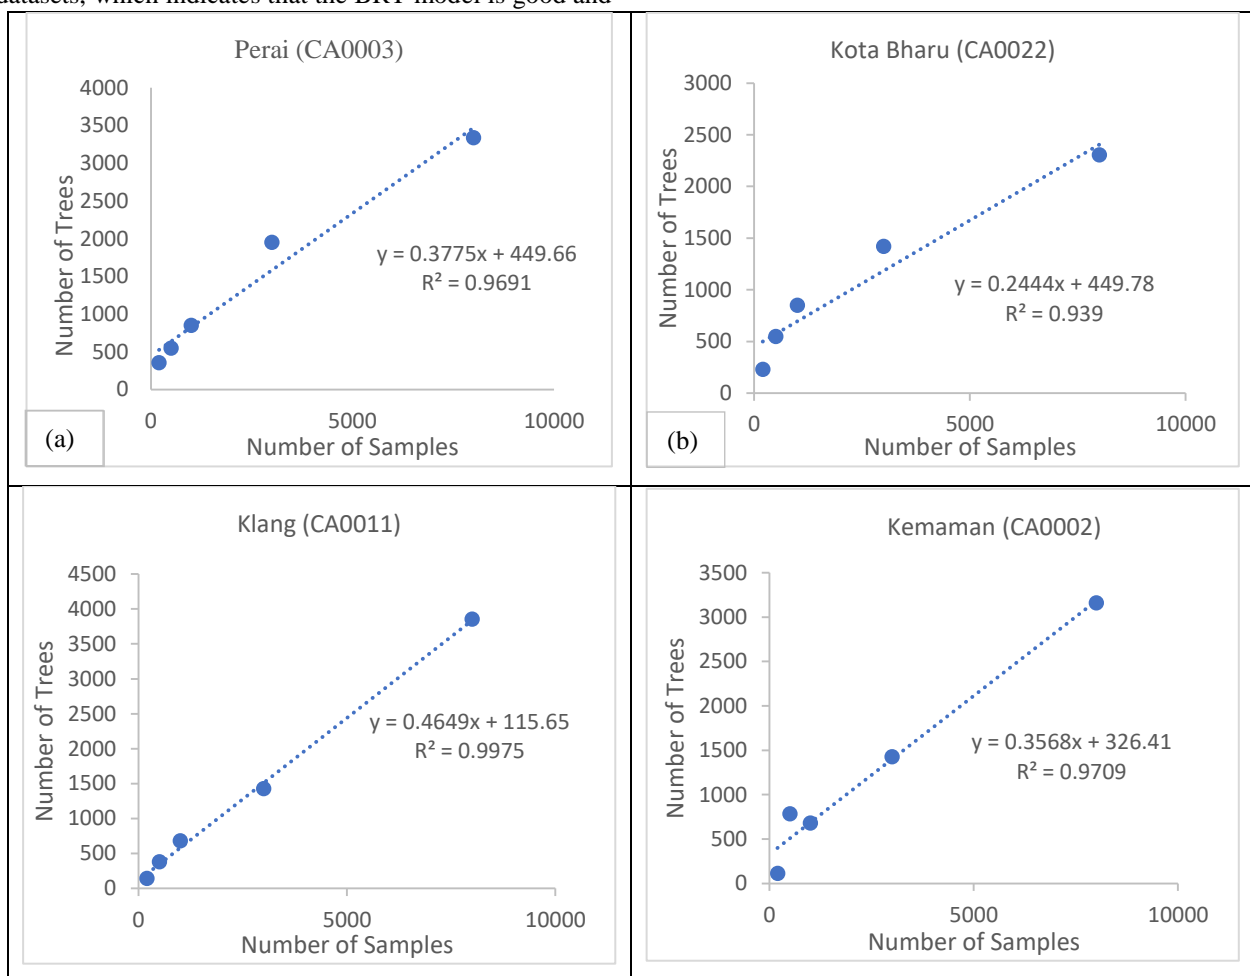 datasets, which indicates that the BRT model is good and
Perai (CA0003)
4000
3500
3000
2500
2000
1500
1000
500
0
Number of Trees
y = 0.3775x + 449.66
R² = 0.9691
0 5000 10000
Number of Samples
(a)
Kota Bharu (CA0022)
3000
2500
2000
1500
1000
500
0
Number of Trees
y = 0.2444x + 449.78
R² = 0.939
0 5000 10000
Number of Samples
(b)
Klang (CA0011)
4500
4000
3500
3000
2500
2000
1500
1000
500
0
Number of Trees
y = 0.4649x + 115.65
R² = 0.9975
0 5000 10000
Number of Samples
Kemaman (CA0002)
3500
3000
2500
2000
1500
1000
500
0
Number of Trees
y = 0.3568x + 326.41
R² = 0.9709
0 5000 10000
Number of Samples